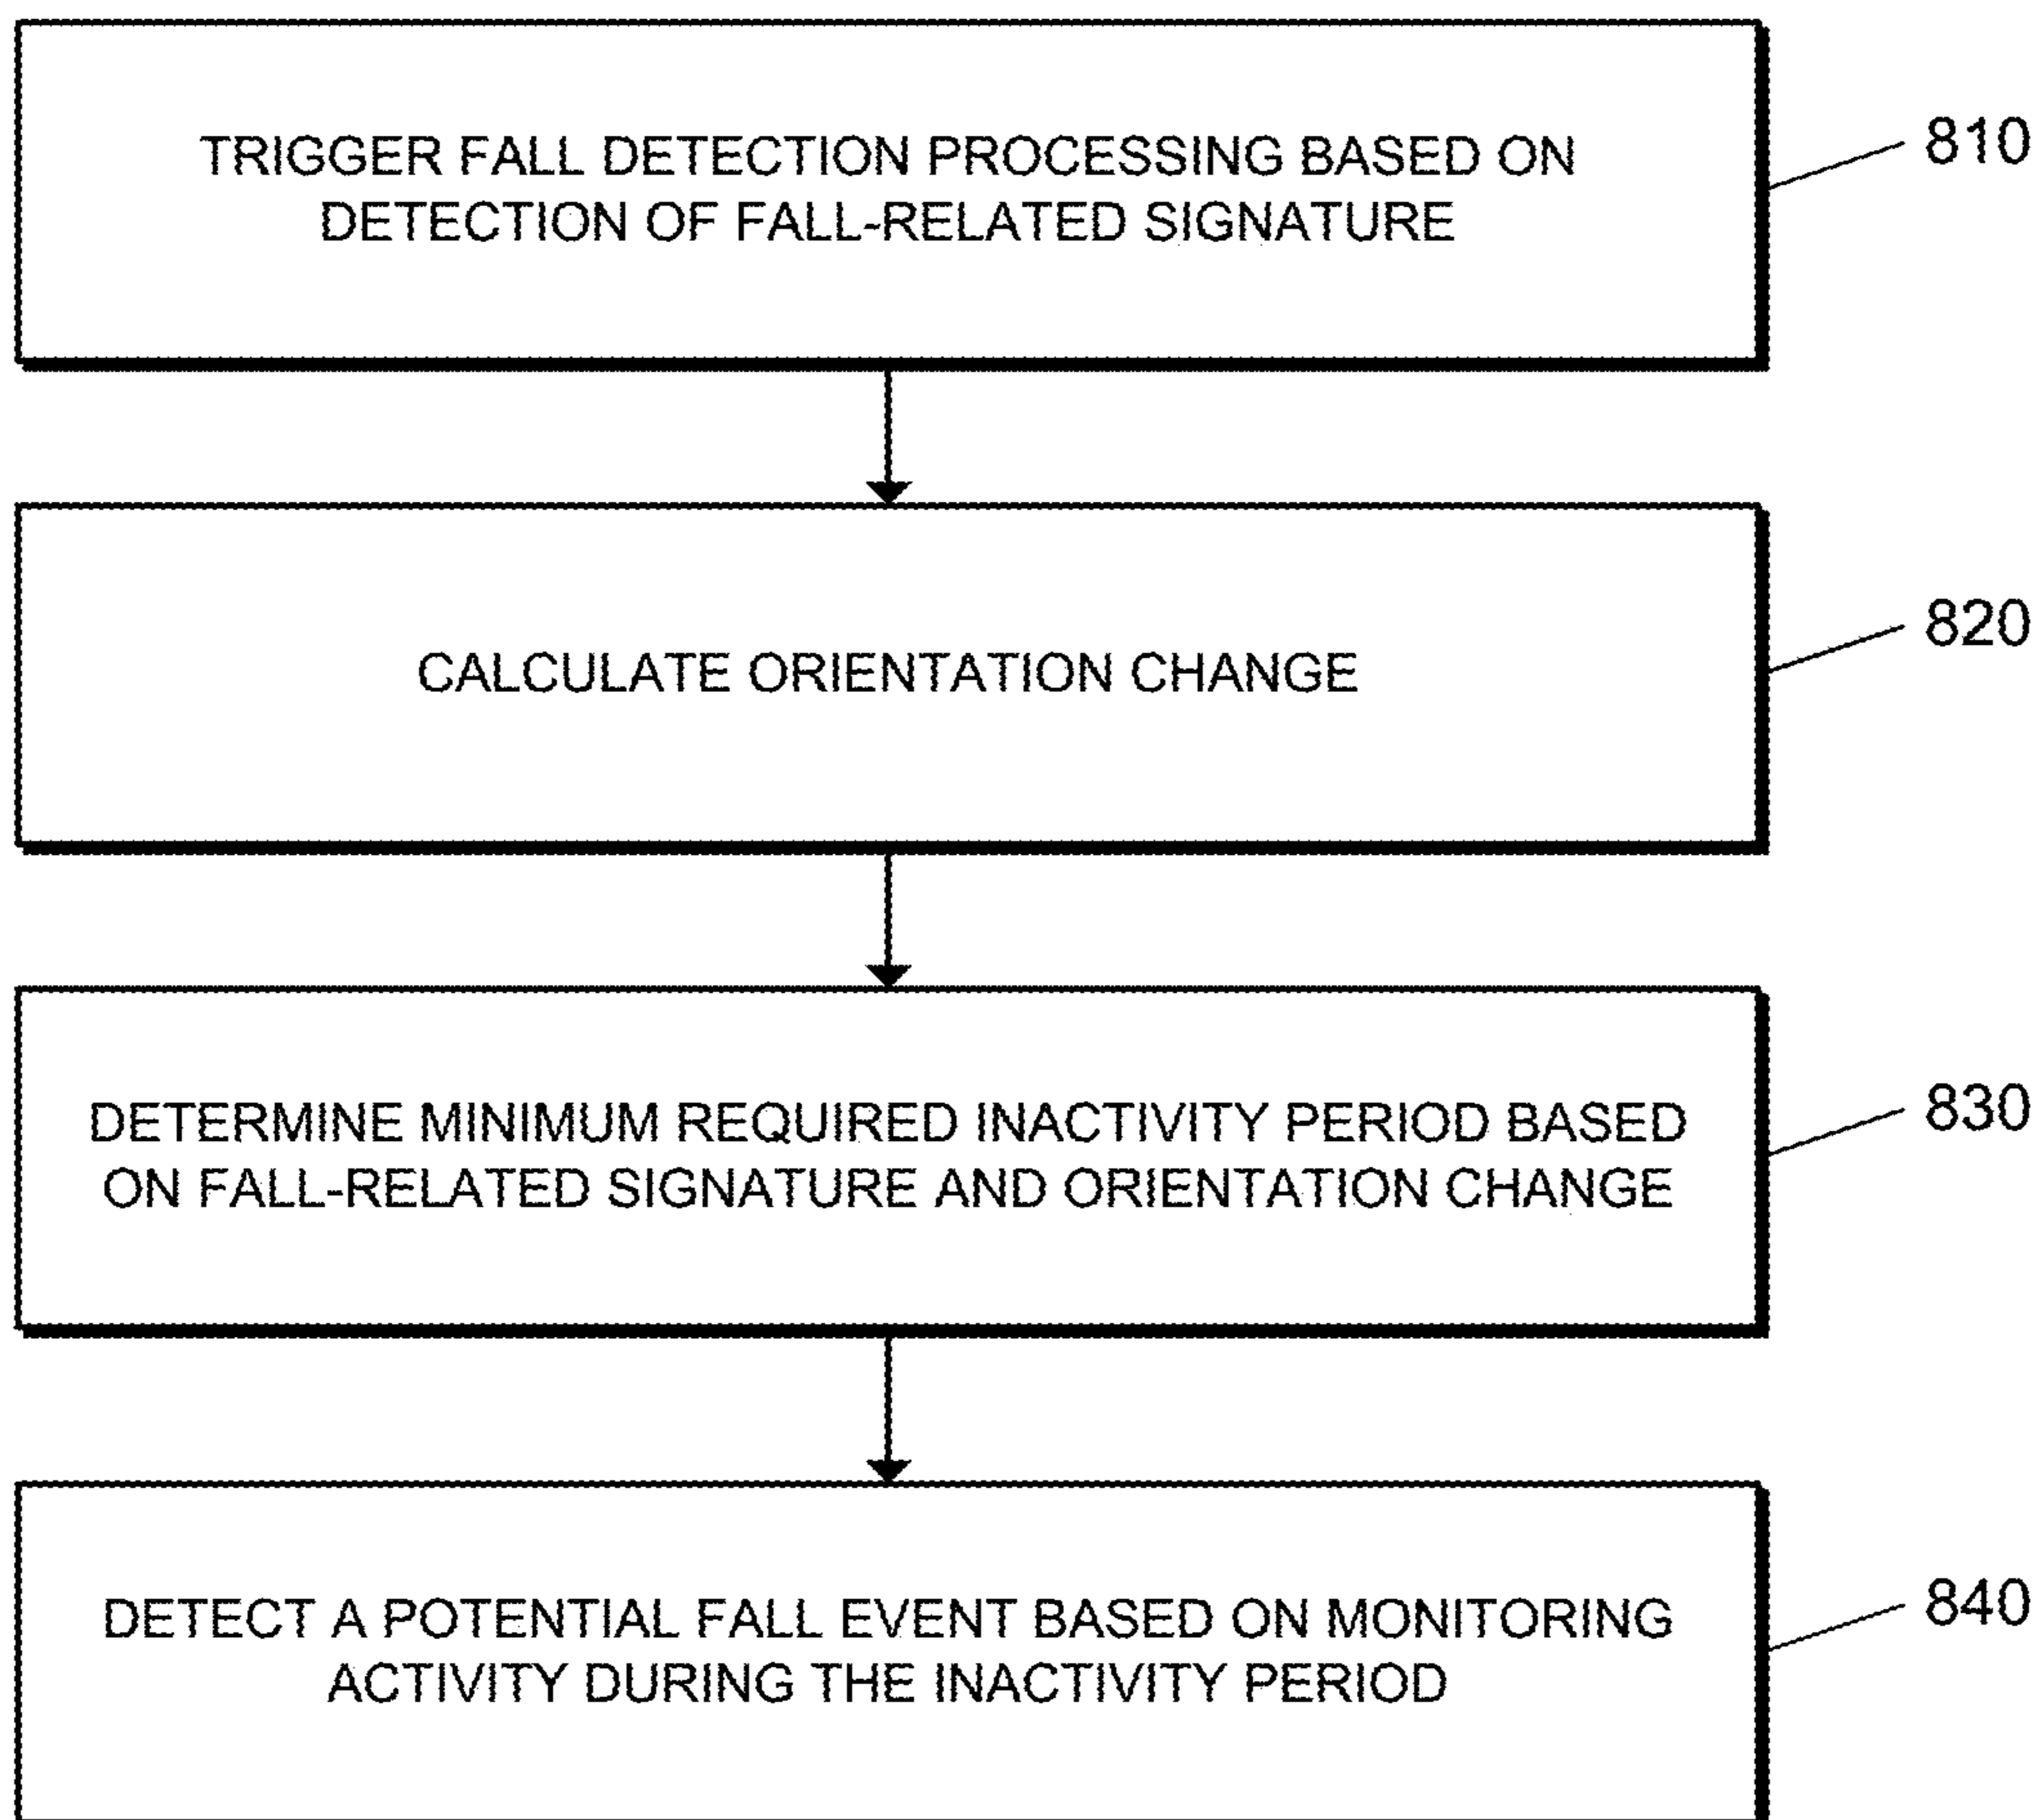 TRIGGER FALL DETECTION PROCESSING BASED ON
DETECTION OF FALL-RELATED SIGNATURE
810
CALCULATE ORIENTATION CHANGE
820
DETERMINE MINIMUM REQUIRED INACTIVITY PERIOD BASED
ON FALL-RELATED SIGNATURE AND ORIENTATION CHANGE
830
DETECT A POTENTIAL FALL EVENT BASED ON MONITORING
ACTIVITY DURING THE INACTIVITY PERIOD
840